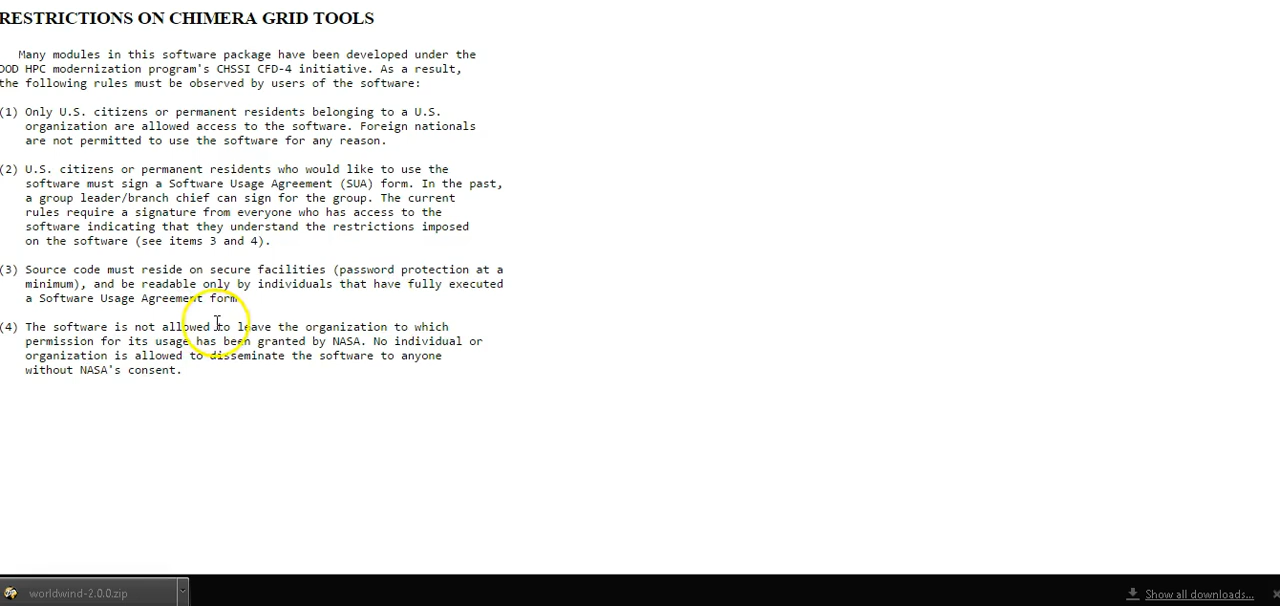 RESTRICTIONS ON CHIMERA GRID TOOLS
Many modules in this software package have been developed under the
DOD HPC modernization program's CHSSI CFD-4 initiative. As a result,
the following rules must be observed by users of the software:
(1) Only U.S. citizens or permanent residents belonging to a U.S.
organization are allowed access to the software. Foreign nationals
are not permitted to use the software for any reason.
(2) U.S. citizens or permanent residents who would like to use the
software must sign a Software Usage Agreement (SUA) form. In the past,
a group leader/branch chief can sign for the group. The current
rules require a signature from everyone who has access to the
software indicating that they understand the restrictions imposed
on the software (see items 3 and 4).
(3) Source code must reside on secure facilities (password protection at a
minimum), and be readable only by individuals that have fully executed
a Software Usage Agreement form
(4) The software is not allowed to leave the organization to which
permission for its usage has been granted by NASA. No individual or
organization is allowed to disseminate the software to anyone
without NASA's consent.
worldwind-2.0.0.zip
Show all downloads...